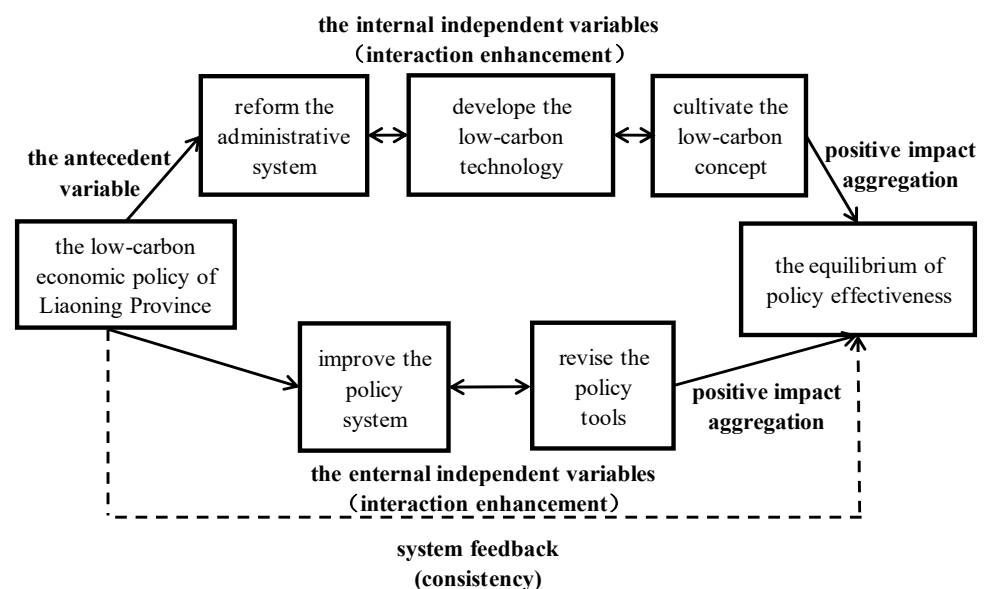 the internal independent variables
（interaction enhancement）
reform the
administrative
system
develope the
low-carbon
technology
cultivate the
low-carbon
concept
the antecedent
variable
positive impact
aggregation
the low-carbon
economic policy of
Liaoning Province
the equilibrium of
policy effectiveness
improve the
policy
system
revise the
policy
tools
positive impact
aggregation
the enternal independent variables
（interaction enhancement）
system feedback
(consistency)